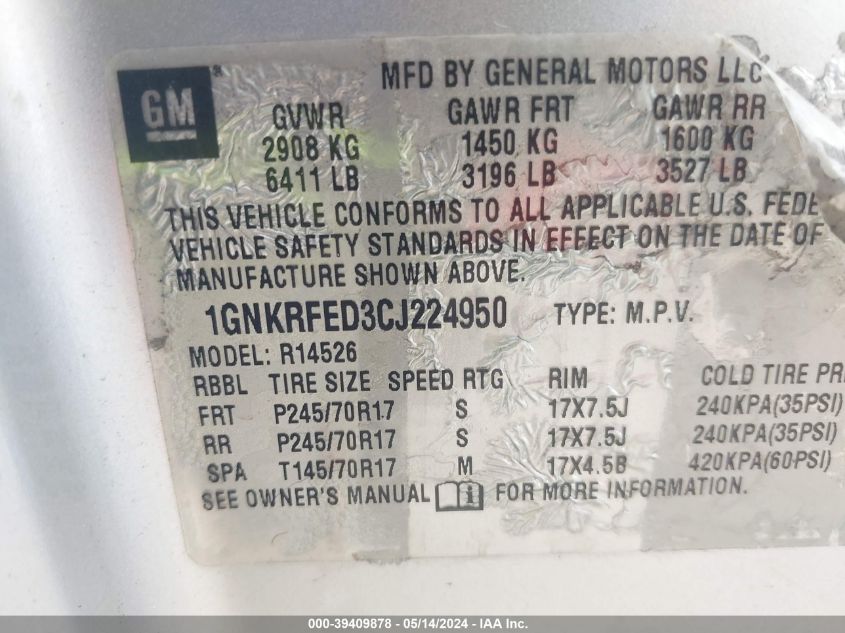 GM ®
MFD BY GENERAL MOTORS LLC
GVWR GAWR FRT GAWR RR
2908 KG 1450 KG 1600 KG
6411 LB 3196 LB 3527 LB
THIS VEHICLE CONFORMS TO ALL APPLICABLE U.S. FEDE
VEHICLE SAFETY STANDARDS IN EFFECT ON THE DATE OF
MANUFACTURE SHOWN ABOVE.
1GNKRFED3CJ224950 TYPE: M.P.V.
MODEL: R14526
RBBL TIRE SIZE SPEED RTG RIM COLD TIRE PR
FRT P245/70R17 S 17X7.5J 240KPA(35PSI)
RR P245/70R17 S 17X7.5J 240KPA(35PSI)
SPA T145/70R17 M 17X4.5B 420KPA(60PSI)
SEE OWNER'S MANUAL i FOR MORE INFORMATION.
000-39409878 - 05/14/2024 - IAA Inc.